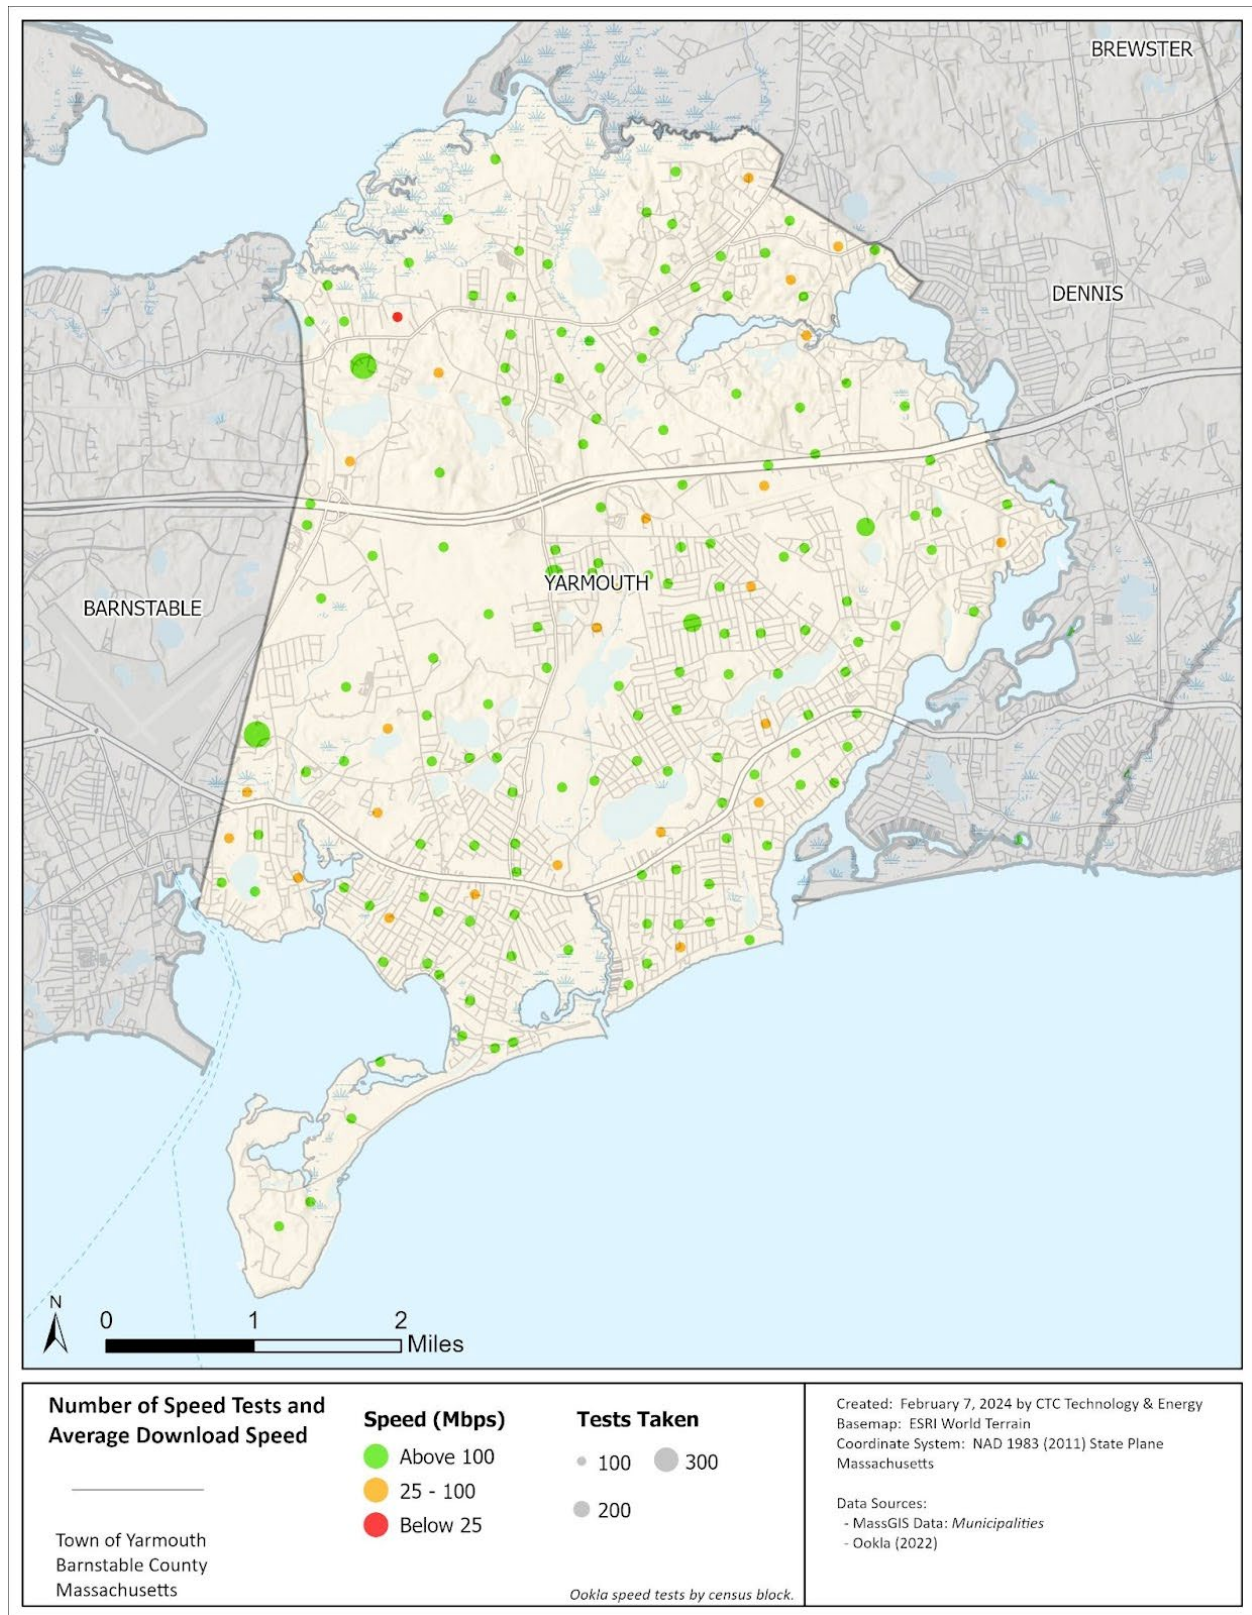 BREWSTER
DENNIS
YARMOUTH
BARNSTABLE
N
0 1 2
Miles
Number of Speed Tests and
Average Download Speed
Town of Yarmouth
Barnstable County
Massachusetts
Speed (Mbps)
Above 100
25 - 100
Below 25
Tests Taken
100 300
200
Ookla speed tests by census block.
Created: February 7, 2024 by CTC Technology & Energy
Basemap: ESRI World Terrain
Coordinate System: NAD 1983 (2011) State Plane
Massachusetts
Data Sources:
- MassGIS Data: Municipalities
- Ookla (2022)